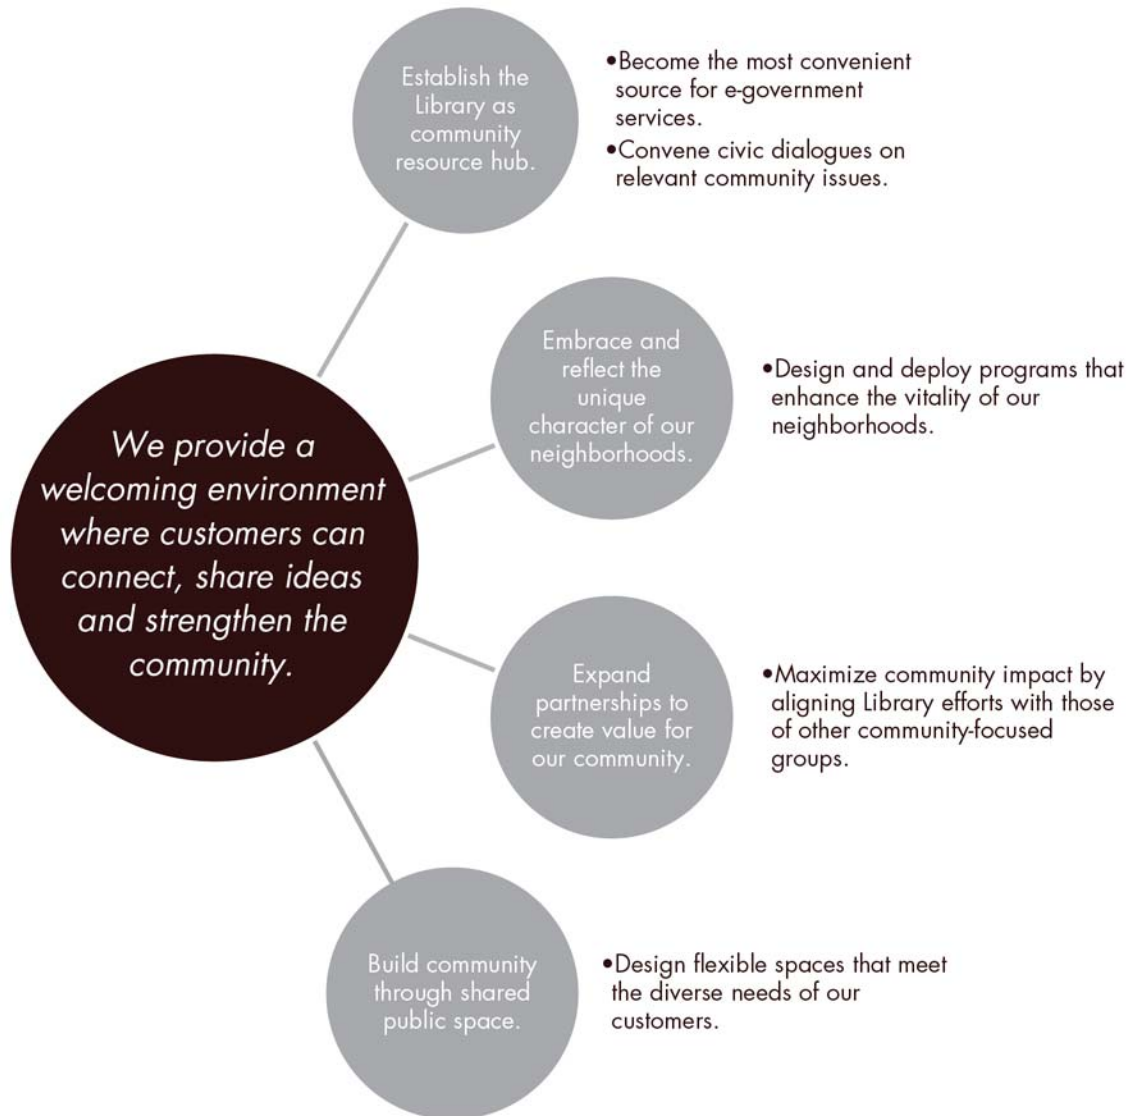 Establish the
Library as
community
resource hub.
•Become the most convenient
source for e-government
services.
•Convene civic dialogues on
relevant community issues.
We provide a
welcoming environment
where customers can
connect, share ideas
and strengthen the
community.
Embrace and
reflect the
unique
character of our
neighborhoods.
•Design and deploy programs that
enhance the vitality of our
neighborhoods.
Expand
partnerships to
create value for
our community.
•Maximize community impact by
aligning Library efforts with those
of other community-focused
groups.
Build community
through shared
public space.
•Design flexible spaces that meet
the diverse needs of our
customers.